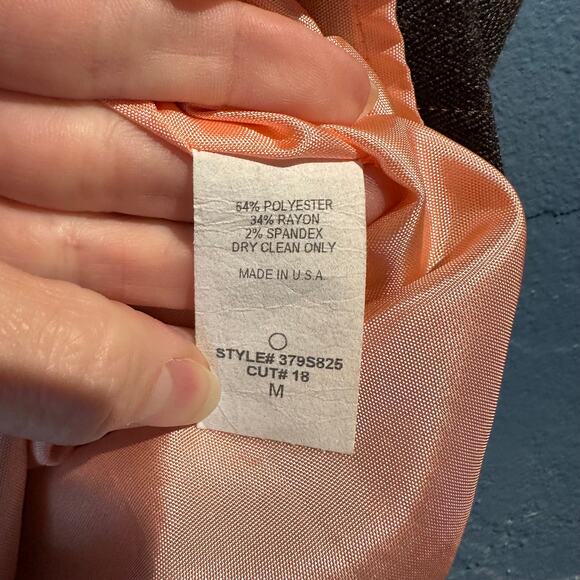 64% POLYESTER
34% RAYON
2% SPANDEX
DRY CLEAN ONLY
MADE IN U.S.A.
STYLE# 379S825
CUT# 18
M